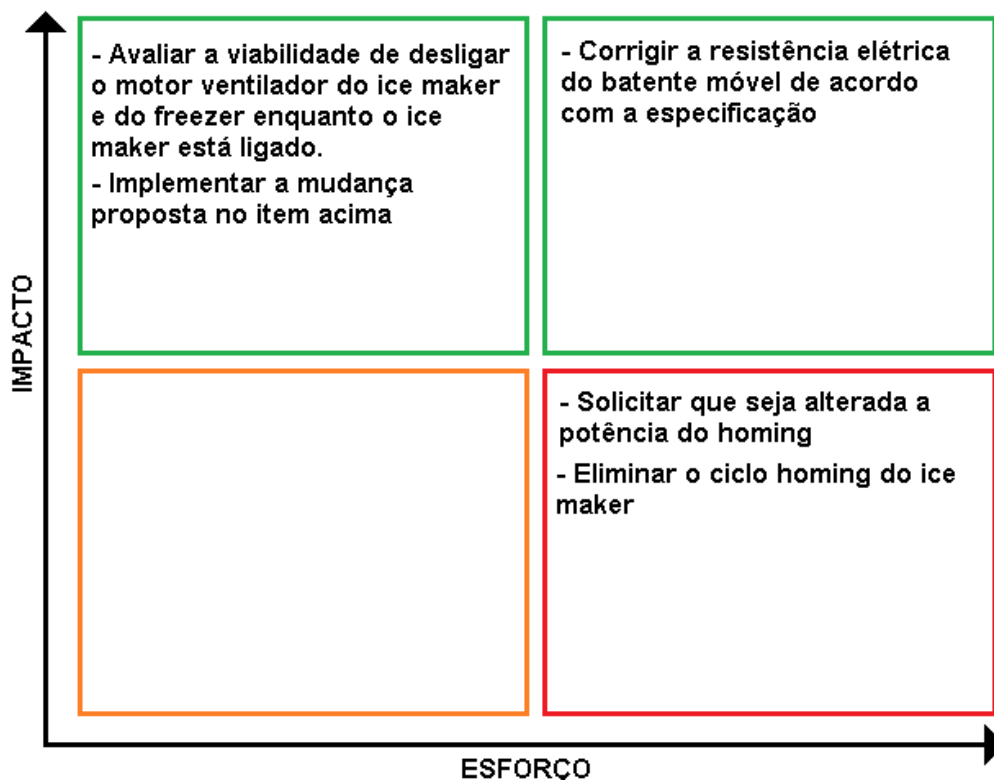 - Avaliar a viabilidade de desligar
o motor ventilador do ice maker
e do freezer enquanto o ice
maker está ligado.
- Implementar a mudança
proposta no item acima
- Corrigir a resistência elétrica
do batente móvel de acordo
com a especificação
IMPACTO
- Solicitar que seja alterada a
potência do homing
- Eliminar o ciclo homing do ice
maker
ESFORÇO